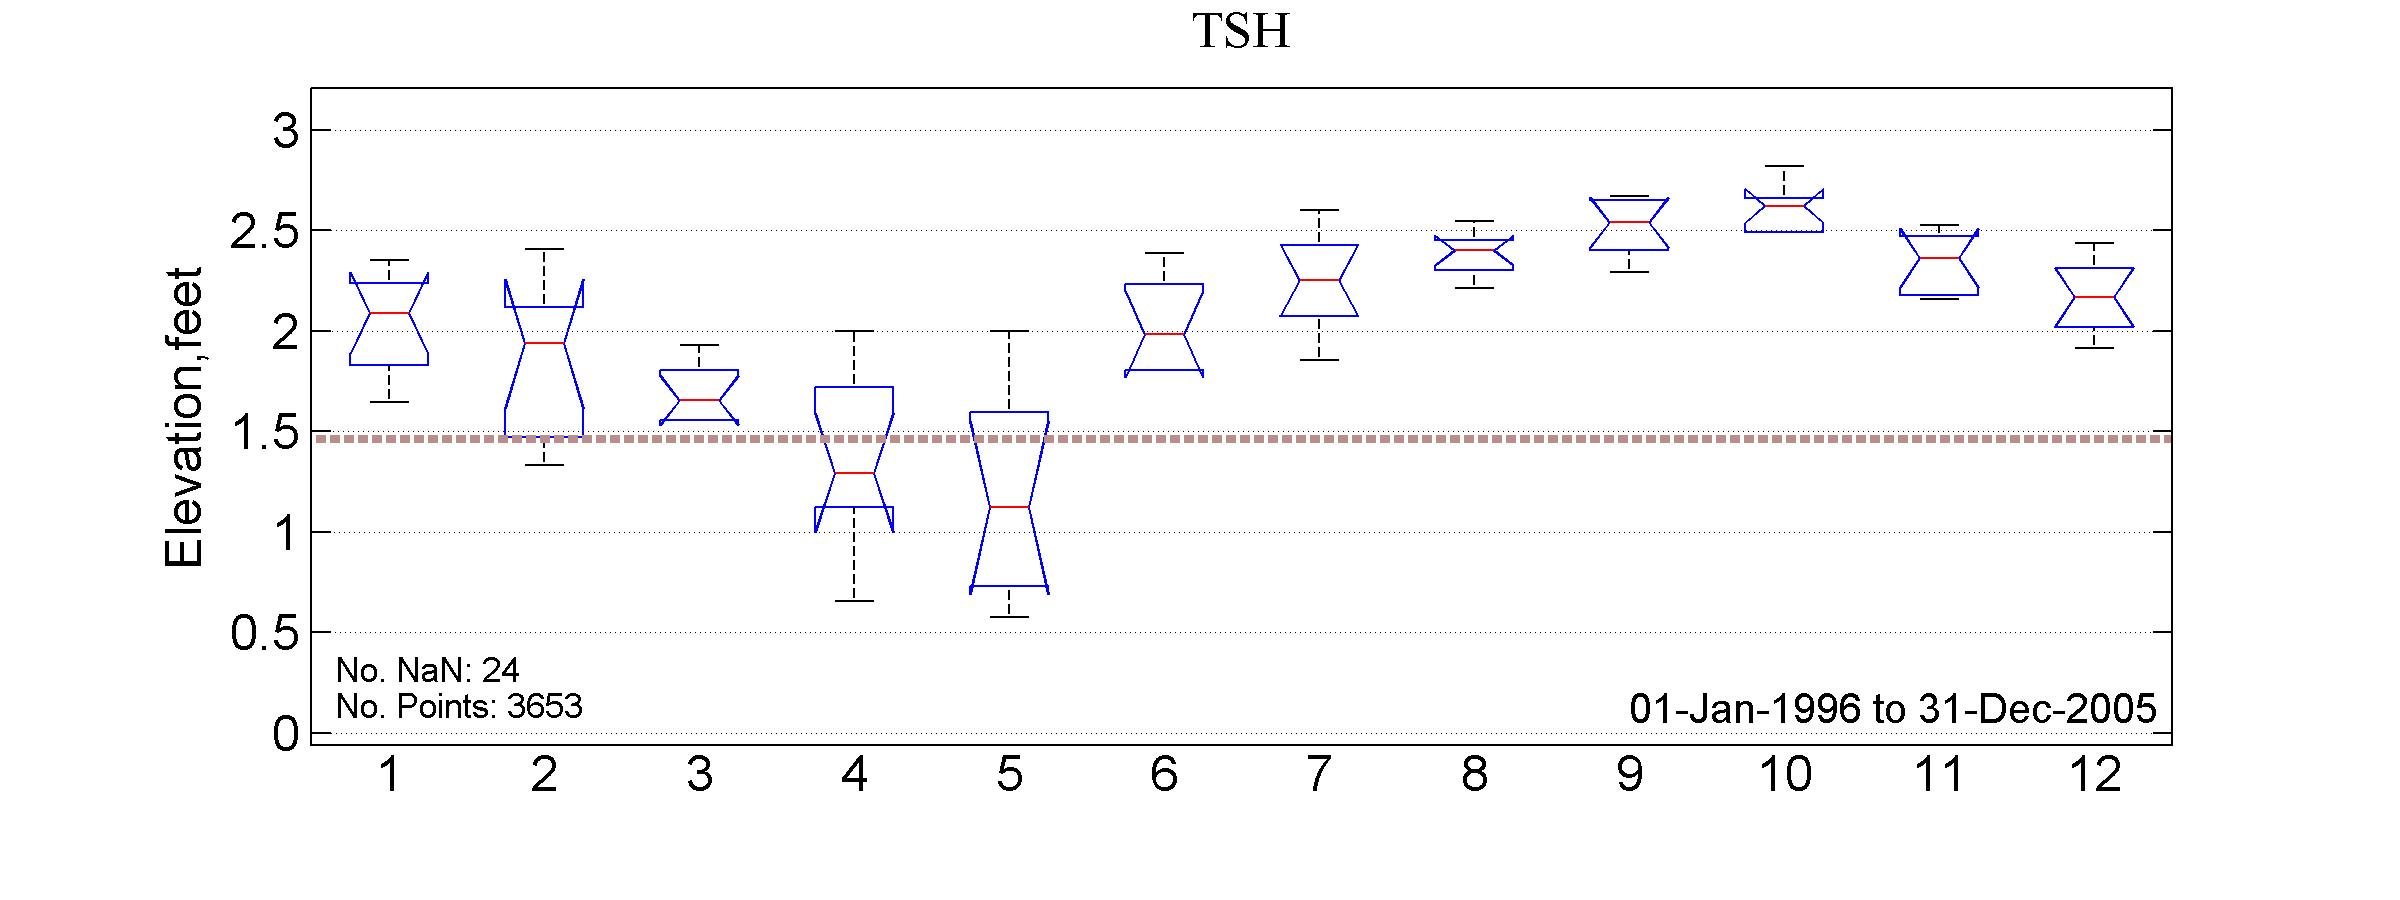 TSH
Elevation,feet
3
2.5
2
1.5
1
0.5
0
No. NaN: 24
No. Points: 3653
01-Jan-1996 to 31-Dec-2005
1 2 3 4 5 6 7 8 9 10 11 12